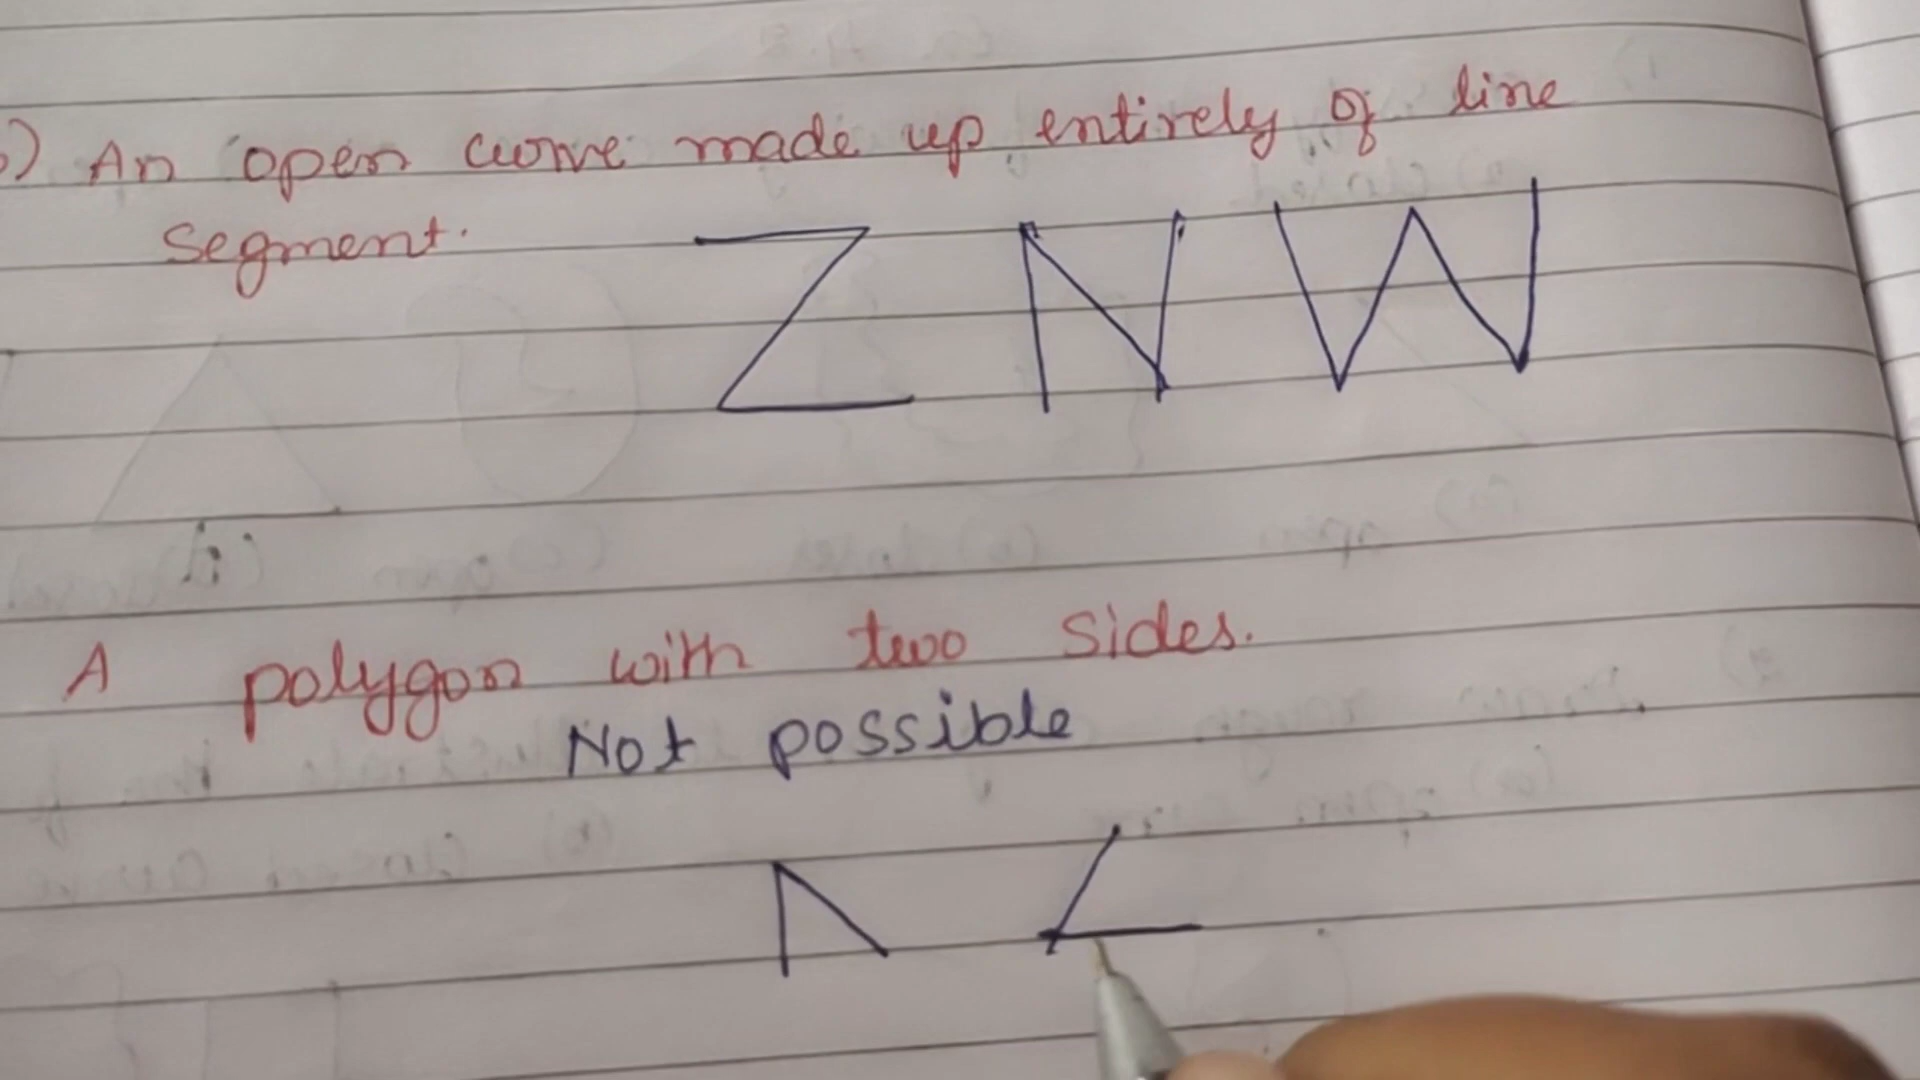 ) An open curve made up entirely of line
Segment.
Z N W
A polygon with two sides.
Not possible